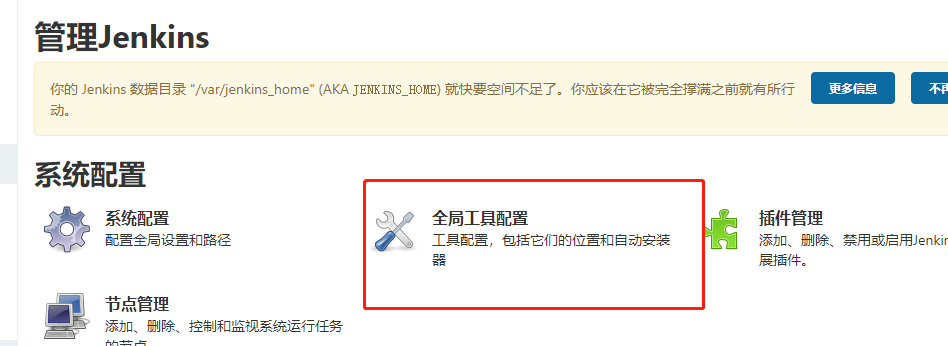 管理Jenkins
你的 Jenkins 数据目录 "/var/jenkins_home" (AKA JENKINS_HOME) 就快要空间不足了。你应该在它被完全撑满之前就有所行
动。
更多信息
不再
系统配置
系统配置
配置全局设置和路径
全局工具配置
工具配置，包括它们的位置和自动安装
器
插件管理
添加、删除、禁用或启用Jenkin
展插件。
节点管理
添加、删除、控制和监视系统运行任务
的节点